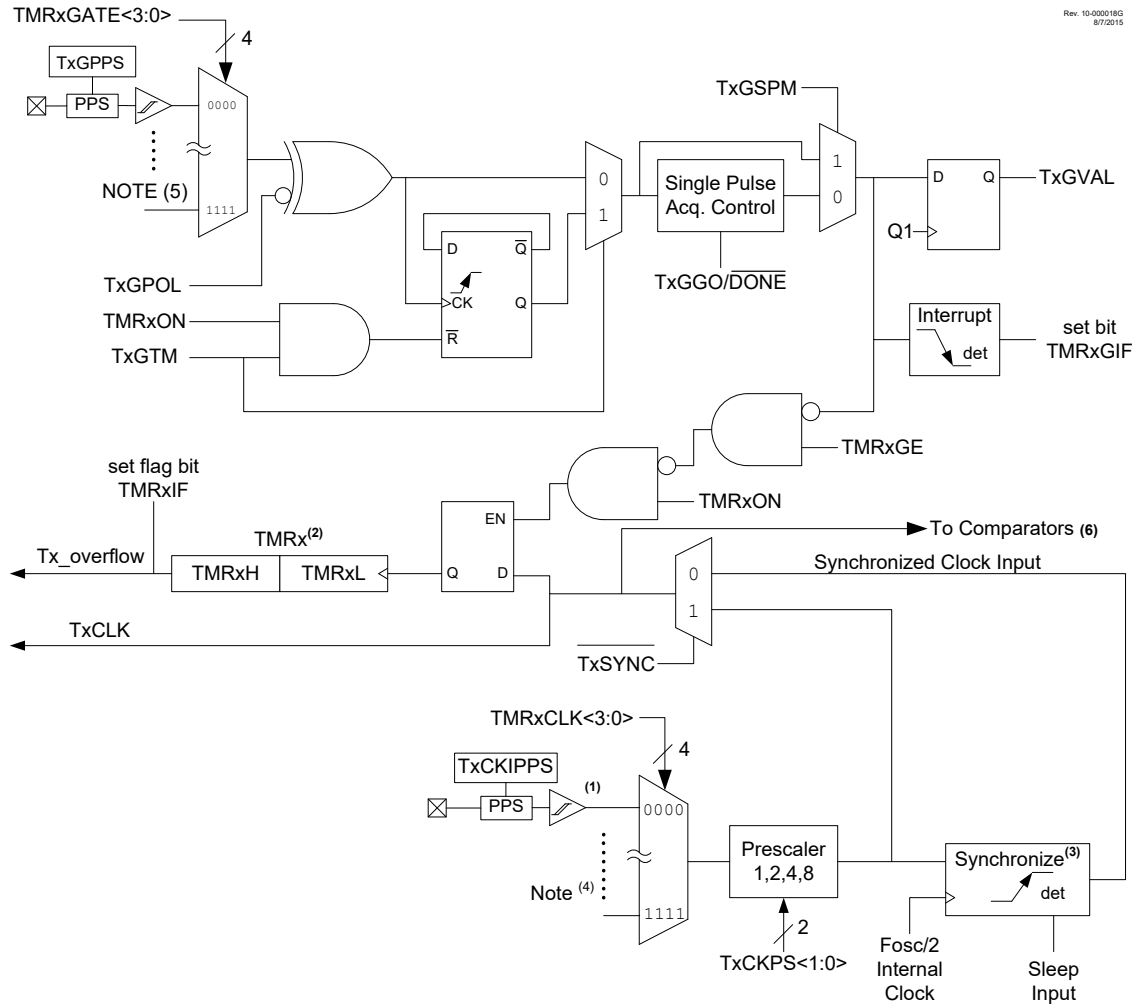 Rev. 10-000018G
8/7/2015
TMRxGATE<3:0>
4
TxGPPS
PPS
0000
NOTE (5)
1111
TxGPOL
TMRxON
TxGTM
D
Q
CK
Q
R
0
1
Single Pulse
Acq. Control
TxGGO/DONE
TxGSPM
1
0
D
Q
Q1
TxGVAL
Interrupt
det
set bit
TMRxGIF
TMRxGE
TMRxON
set flag bit
TMRxIF
EN
Tx_overflow
TMRx(2)
TMRxH
TMRxL
Q
D
To Comparators (6)
0
1
Synchronized Clock Input
TxCLK
TxSYNC
TMRxCLK<3:0>
4
TxCKIPPS
PPS
(1)
0000
Note (4)
1111
Prescaler
1,2,4,8
2
TxCKPS<1:0>
Synchronize(3)
det
Fosc/2
Internal
Clock
Sleep
Input